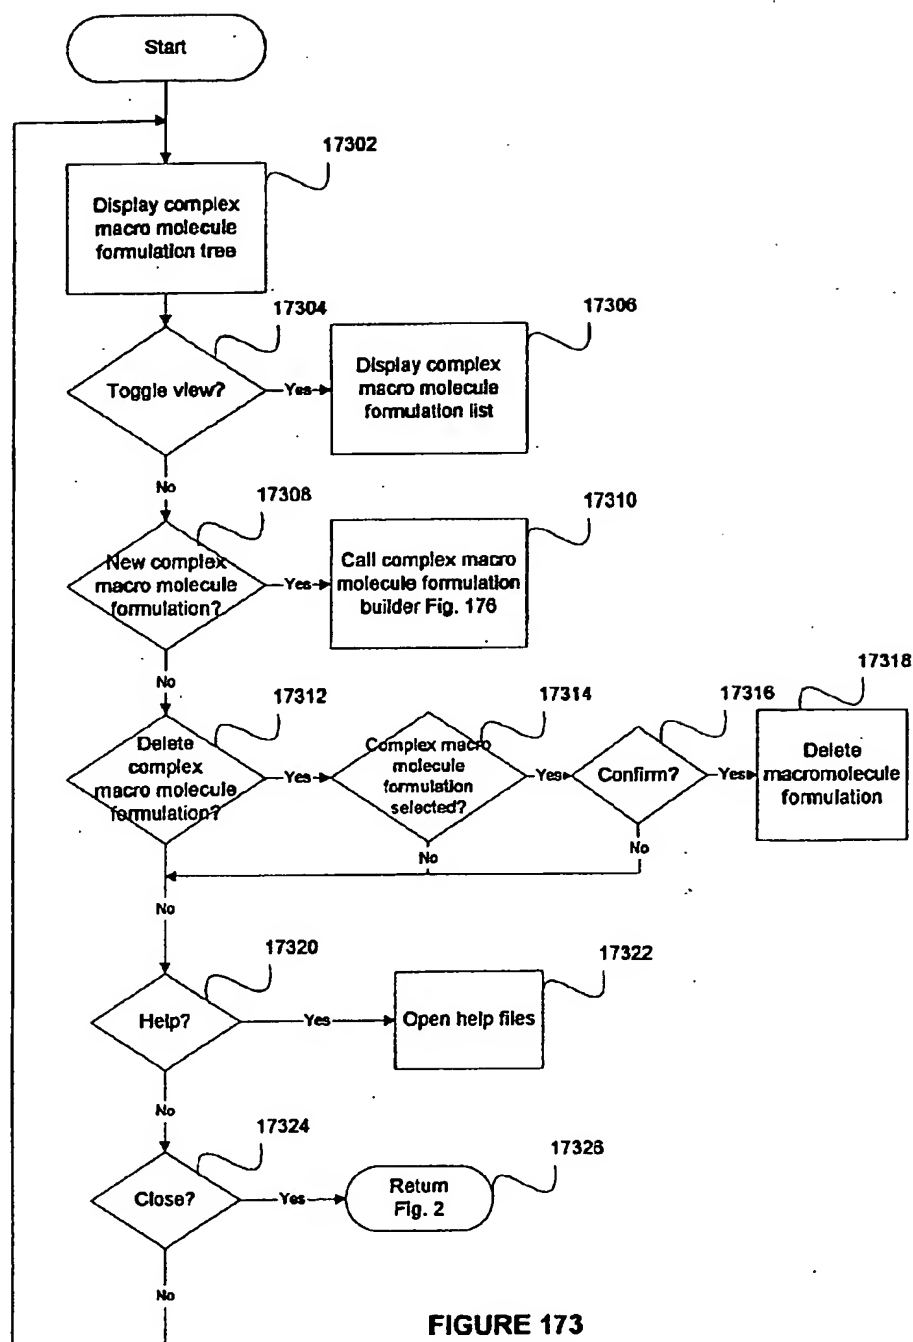 Start
17302
Display complex
macro molecule
formulation tree
17304
Toggle view?
Yes
17306
Display complex
macro molecule
formulation list
No
17308
New complex
macro molecule
formulation?
Yes
17310
Call complex macro
molecule formulation
builder Fig. 176
No
17312
Delete
complex
macro molecule
formulation?
Yes
17314
Complex macro
molecule
formulation
selected?
Yes
17316
Confirm?
Yes
17318
Delete
macromolecule
formulation
No
No
No
17320
Help?
Yes
17322
Open help files
No
17324
Close?
Yes
17326
Return
Fig. 2
No
FIGURE 173